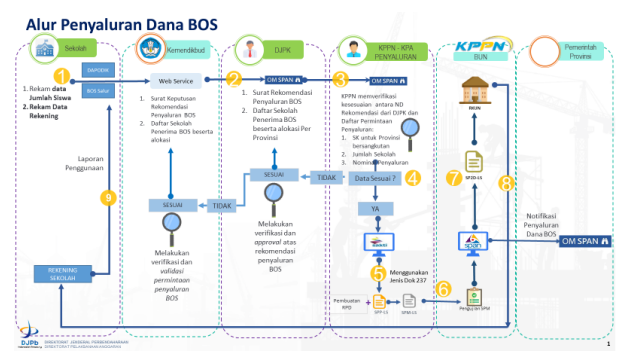 Alur Penyaluran Dana BOS
Sekolah
Kemendikbud
DJPK
KPPN - KPA
PENYALURAN
KPPN
BUN
Pemerintah
Provinsi
1
DAPODIK
BOS Salur
1. Rekam data
Jumlah Siswa
2. Rekam Data
Rekening
Web Service
1. Surat Keputusan
Rekomendasi
Penyaluran BOS
2. Daftar Sekolah
Penerima BOS beserta
alokasi
2
OM SPAN
1. Surat Rekomendasi
Penyaluran BOS
2. Daftar Sekolah
Penerima BOS
beserta alokasi Per
Provinsi
3
OM SPAN
KPPN memverifikasi
kesesuaian antara ND
Rekomendasi dari DJPK dan
Daftar Permintaan
Penyaluran:
1. SK untuk Provinsi
bersangkutan
2. Jumlah Sekolah
3. Nominal Penyaluran
Laporan
Penggunaan
9
SESUAI
TIDAK
SESUAI
TIDAK
Data Sesuai ?
4
YA
7
SP2D-LS
8
Melakukan
verifikasi dan
validasi
permintaan
penyaluran
BOS
Melakukan
verifikasi dan
approval atas
rekomendasi
penyaluran
BOS
5
Menggunakan
Jenis Dok 237
6
Pembuatan
+
SPP-LS
SPM-LS
Pengujian SPM
span
Notifikasi
Penyaluran
Dana BOS
OM SPAN
REKENING
SEKOLAH
DJPb
DIREKTORAT JENDERAL PERBENDAHARAAN
1